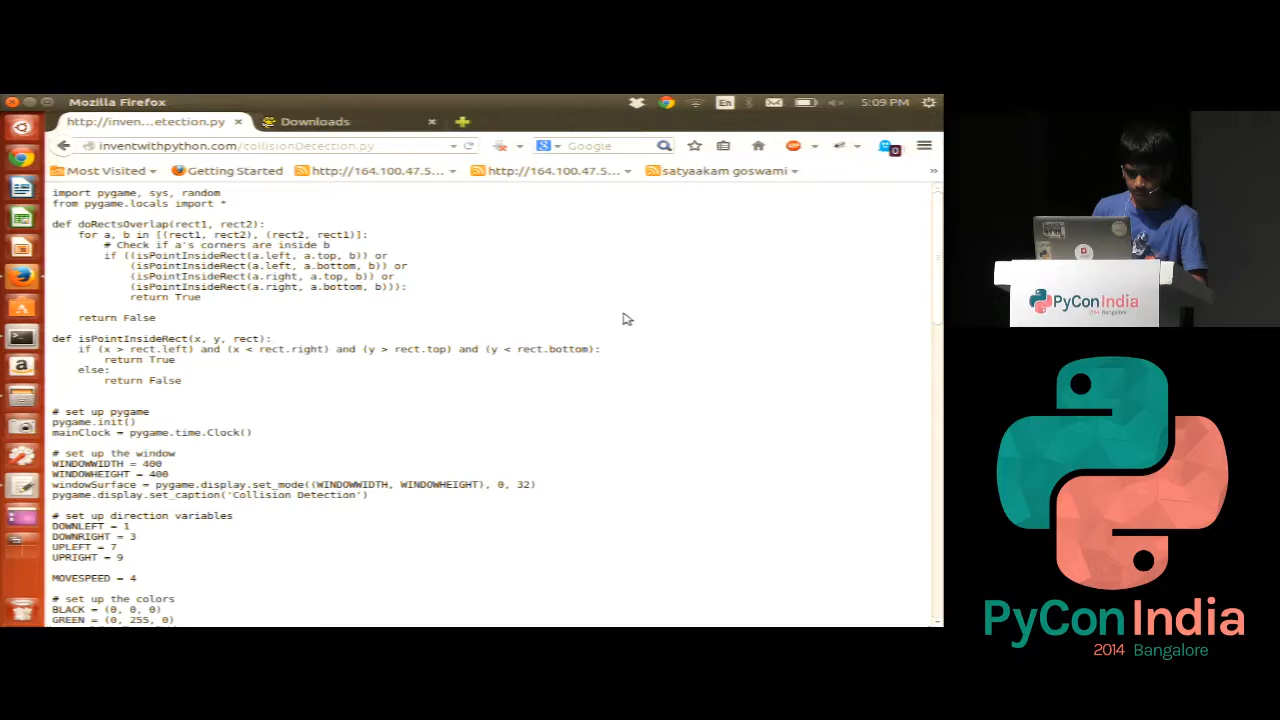 Mozilla Firefox
En
5:09 PM
http://inven...etection.py
Downloads
inventwithpython.com/collisionDetection.py
Google
0
Most Visited
Getting Started
http://164.100.47.5...
http://164.100.47.5...
satyaakam goswami
import pygame, sys, random
from pygame.locals import *
def doRectsOverlap(rect1, rect2):
for a, b in [(rect1, rect2), (rect2, rect1)]:
# Check if a's corners are inside b
if ((isPointInsideRect(a.left, a.top, b)) or
(isPointInsideRect(a.left, a.bottom, b)) or
(isPointInsideRect(a.right, a.top, b)) or
(isPointInsideRect(a.right, a.bottom, b))):
return True
return False
def isPointInsideRect(x, y, rect):
if (x > rect.left) and (x < rect.right) and (y > rect.top) and (y < rect.bottom):
return True
else:
return False
# set up pygame
pygame.init()
mainClock = pygame.time.Clock()
# set up the window
WINDOWWIDTH = 400
WINDOWHEIGHT = 400
windowSurface = pygame.display.set_mode((WINDOWWIDTH, WINDOWHEIGHT), 0, 32)
pygame.display.set_caption('Collision Detection')
# set up direction variables
DOWNLEFT = 1
DOWNRIGHT = 3
UPLEFT = 7
UPRIGHT = 9
MOVESPEED = 4
# set up the colors
BLACK = (0, 0, 0)
GREEN = (0, 255, 0)
PyCon India
2014 Bangalore
PyCon India
2014 Bangalore